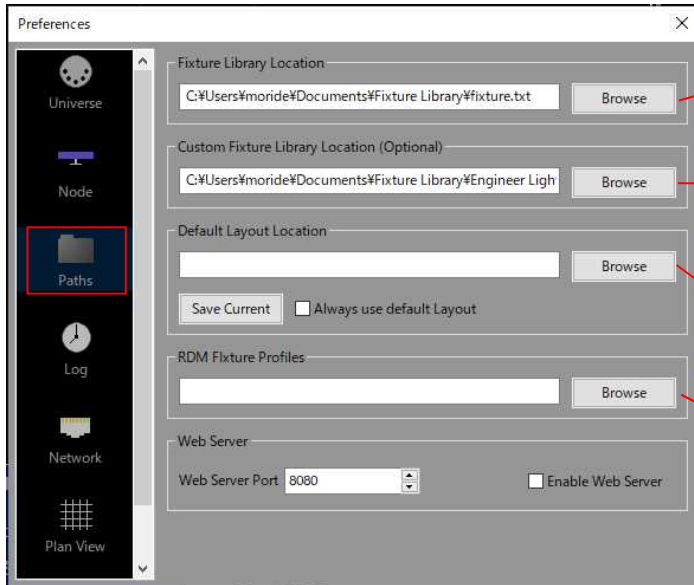 Preferences
Universe
Node
Paths
Log
Network
Plan View
Fixture Library Location
C:¥Users¥moride¥Documents¥Fixture Library¥fixture.txt
Browse
Custom Fixture Library Location (Optional)
C:¥Users¥moride¥Documents¥Fixture Library¥Engineer Ligh
Browse
Default Layout Location
Browse
Save Current
Always use default Layout
RDM FIxture Profiles
Browse
Web Server
Web Server Port 8080
Enable Web Server